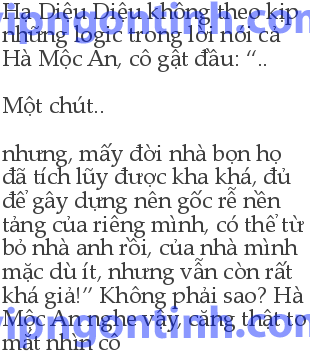 Hạ Diệu Diệu không theo kịp
những logic trong lời nói của
Hà Mộc An, cô gật đầu: “..
Một chút..
nhưng, mấy đời nhà bọn họ
đã tích lũy được kha khá, đủ
để gây dựng nên gốc rễ nền
tảng của riêng mình, có thể từ
bỏ nhà anh rồi, của nhà mình
mặc dù ít, nhưng vẫn còn rất
khá giả!” Không phải sao? Hà
Mộc An nghe vậy, căng thật to
mắt nhìn cô